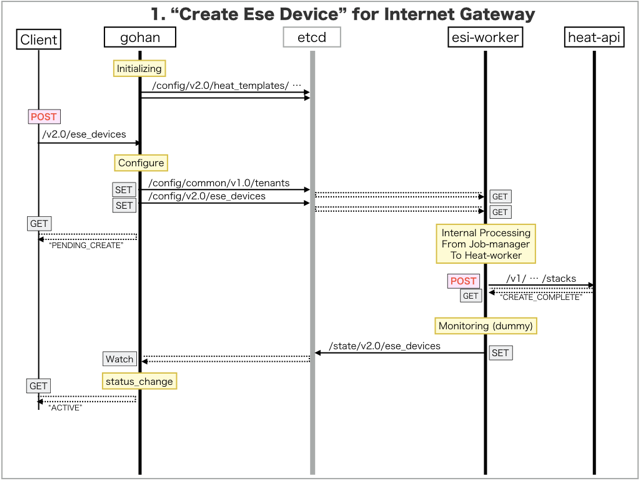 1. “Create Ese Device” for Internet Gateway
Client
gohan
etcd
esi-worker
heat-api
Initializing
/config/v2.0/heat_templates/ …
POST
/v2.0/ese_devices
Configure
SET
/config/common/v1.0/tenants
GET
SET
/config/v2.0/ese_devices
GET
GET
"PENDING_CREATE"
Internal Processing
From Job-manager
To Heat-worker
POST
/v1/ … /stacks
GET
"CREATE_COMPLETE"
Monitoring (dummy)
/state/v2.0/ese_devices
SET
Watch
status_change
GET
"ACTIVE"